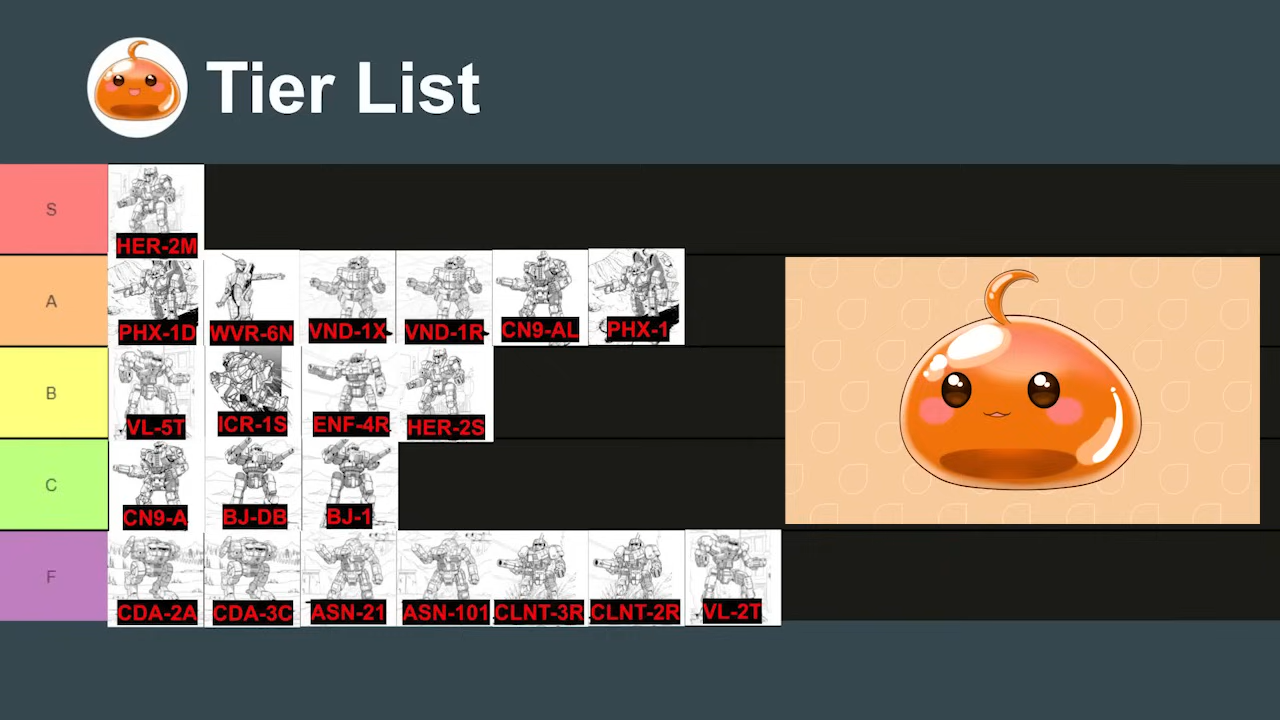 Tier List
S
HER-2M
A
PHX-1D WVR-6N VND-1X VND-1R CN9-AL PHX-1
B
VL-5T ICR-1S ENF-4R HER-2S
C
CN9-A BJ-DB BJ-1
F
CDA-2A CDA-3C ASN-21 ASN-101 CLNT-3R CLNT-2R VL-2T